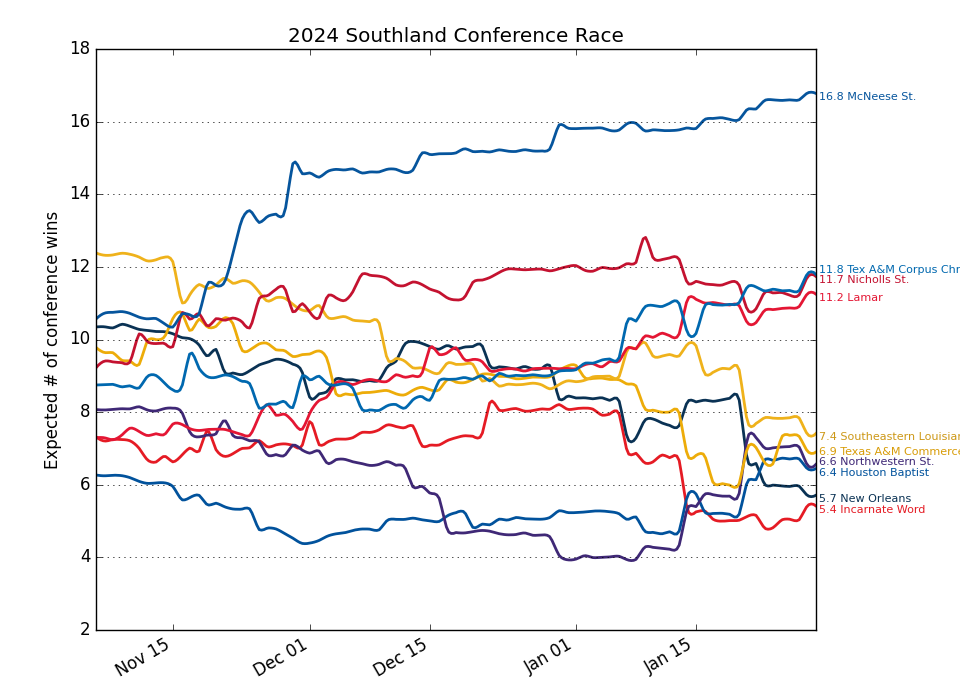 2024 Southland Conference Race
Expected # of conference wins
18
16
14
12
10
8
6
4
2
Nov 15
Dec 01
Dec 15
Jan 01
Jan 15
16.8 McNeese St.
11.8 Tex A&M Corpus Chr
11.7 Nicholls St.
11.2 Lamar
7.4 Southeastern Louisian
6.9 Texas A&M Commerce
6.6 Northwestern St.
6.4 Houston Baptist
5.7 New Orleans
5.4 Incarnate Word